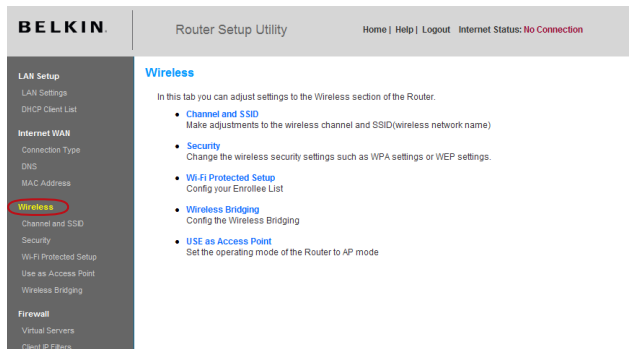 BELKIN.
Router Setup Utility
Home | Help | Logout Internet Status: No Connection
LAN Setup
LAN Settings
DHCP Client List
Internet WAN
Connection Type
DNS
MAC Address
Wireless
Channel and SSID
Security
Wi-Fi Protected Setup
Use as Access Point
Wireless Bridging
Firewall
Virtual Servers
Client IP Filters
Wireless
In this tab you can adjust settings to the Wireless section of the Router.
• Channel and SSID
Make adjustments to the wireless channel and SSID(wireless network name)
• Security
Change the wireless security settings such as WPA settings or WEP settings.
• Wi-Fi Protected Setup
Config your Enrollee List
• Wireless Bridging
Config the Wireless Bridging
• USE as Access Point
Set the operating mode of the Router to AP mode